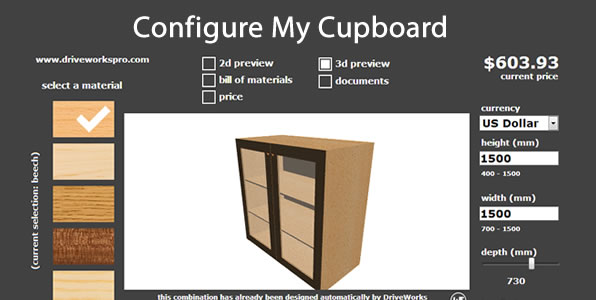 Configure My Cupboard
www.driveworkspro.com
select a material
(current selection: beech)
2d preview
bill of materials
price
3d preview
documents
$603.93
current price
currency
US Dollar
height (mm)
1500
400 - 1500
width (mm)
1500
700 - 1500
depth (mm)
730
this combination has already been designed automatically by DriveWorks